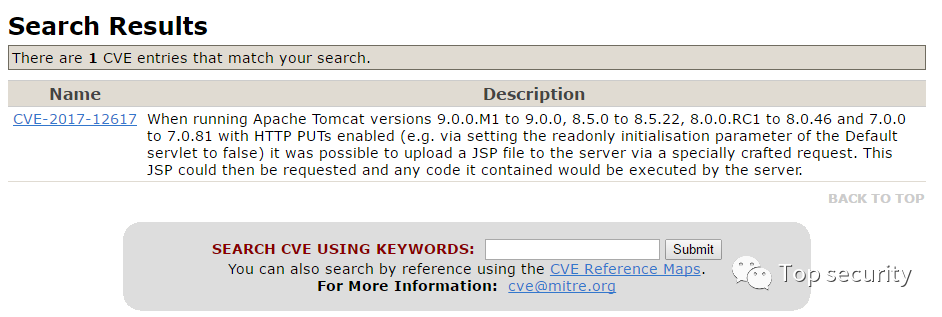 Search Results
There are 1 CVE entries that match your search.
Name Description
CVE-2017-12617 When running Apache Tomcat versions 9.0.0.M1 to 9.0.0, 8.5.0 to 8.5.22, 8.0.0.RC1 to 8.0.46 and 7.0.0
to 7.0.81 with HTTP PUTs enabled (e.g. via setting the readonly initialisation parameter of the Default
servlet to false) it was possible to upload a JSP file to the server via a specially crafted request. This
JSP could then be requested and any code it contained would be executed by the server.
BACK TO TOP
SEARCH CVE USING KEYWORDS: Submit
You can also search by reference using the CVE Reference Maps.
For More Information: cve@mitre.org
Top security